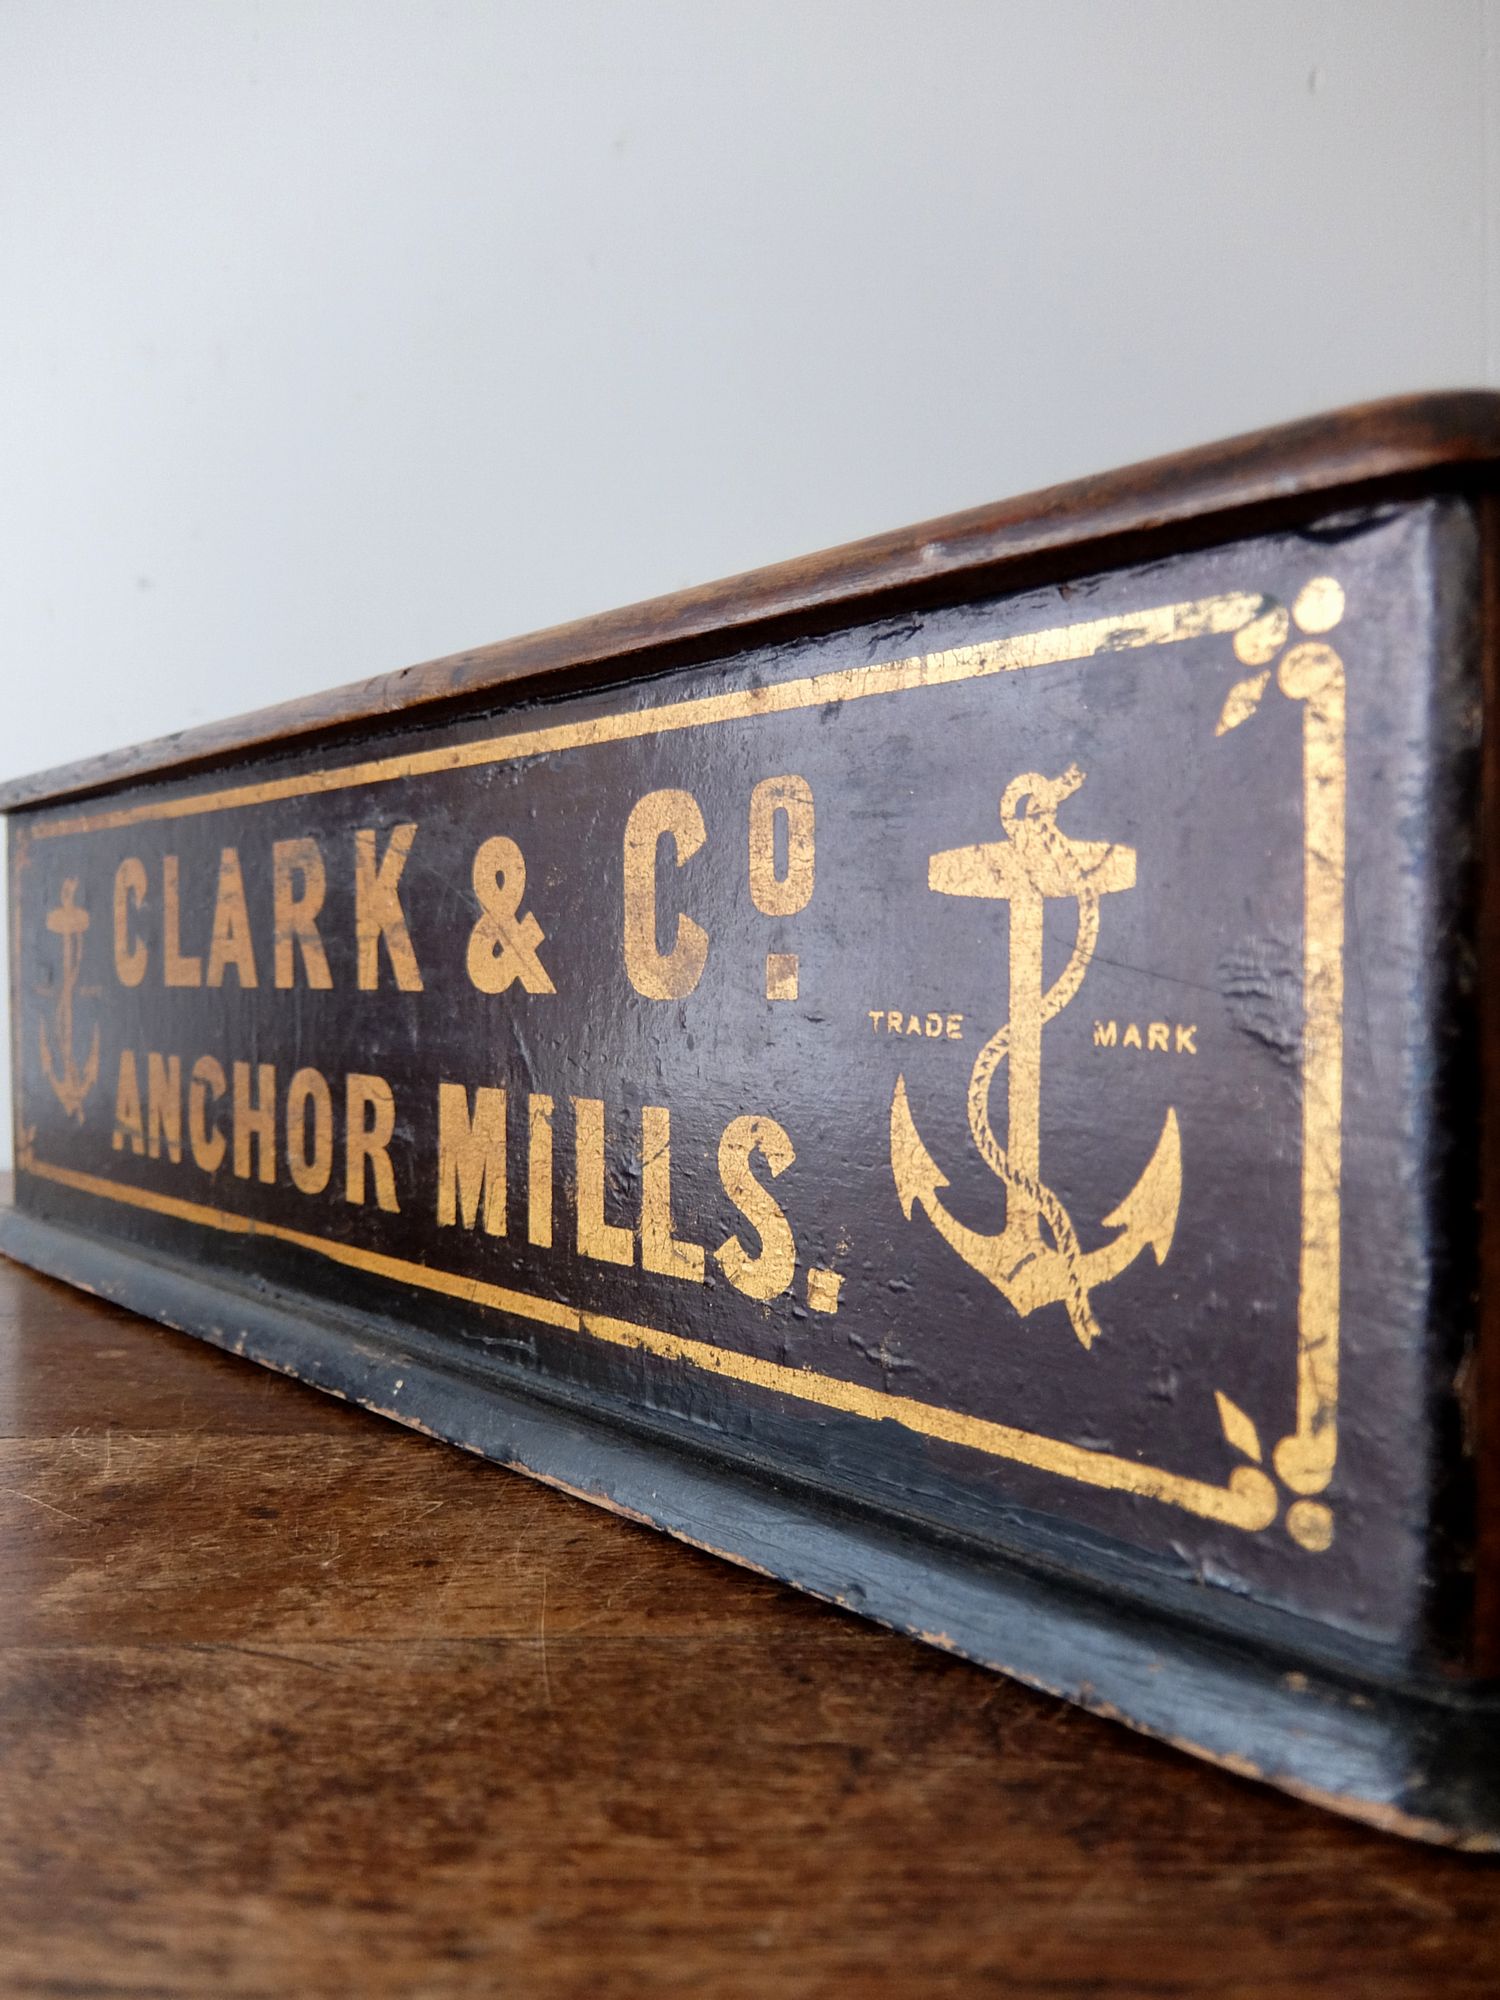 CLARK & Cº.
ANCHOR MILLS.
TRADE MARK